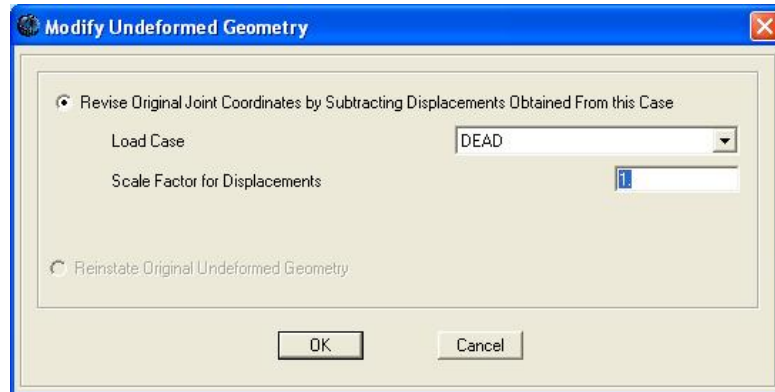 Modify Undeformed Geometry
Revise Original Joint Coordinates by Subtracting Displacements Obtained From this Case
Load Case DEAD
Scale Factor for Displacements 1.
Reinstate Original Undeformed Geometry
OK Cancel